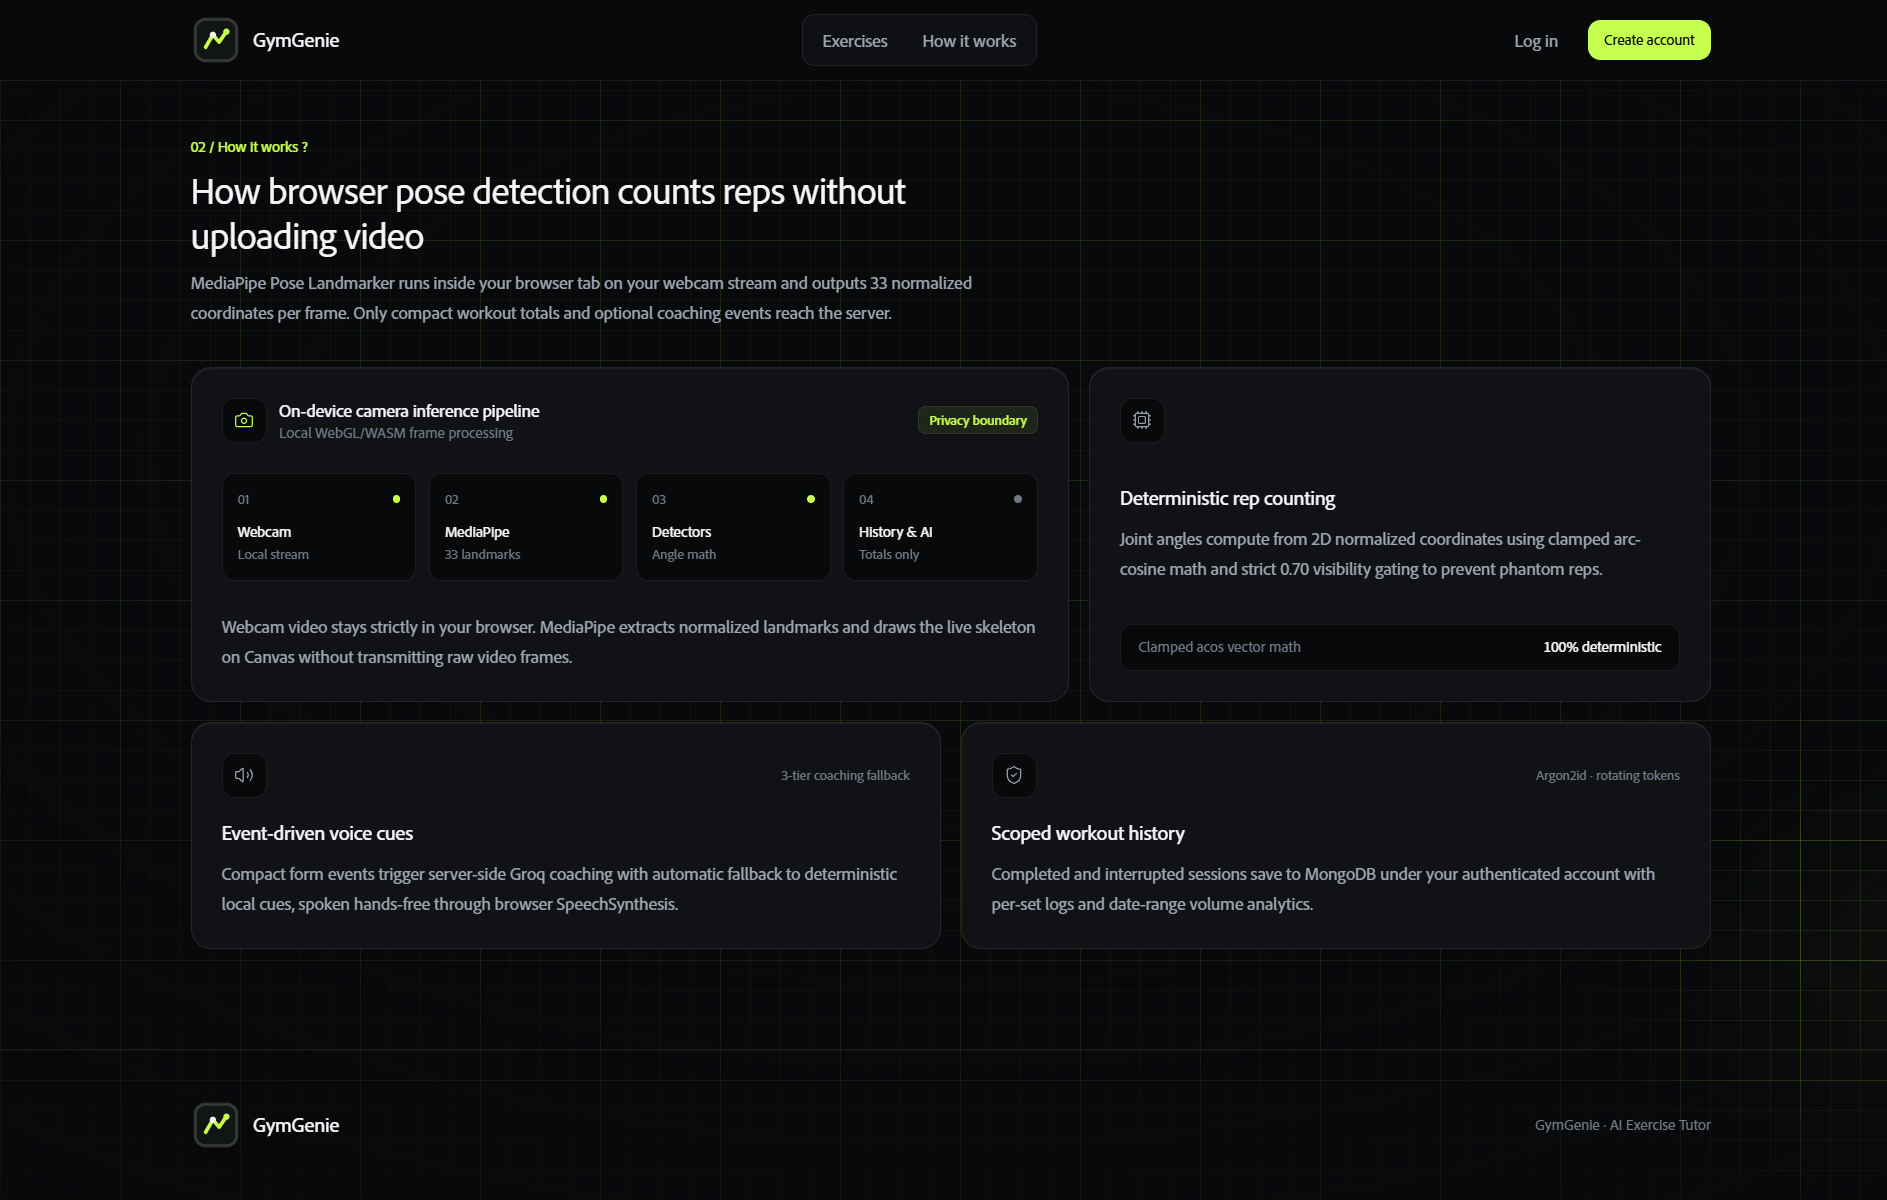 GymGenie
Exercises
How it works
Log in
Create account
02 / How it works ?
How browser pose detection counts reps without
uploading video
MediaPipe Pose Landmarker runs inside your browser tab on your webcam stream and outputs 33 normalized
coordinates per frame. Only compact workout totals and optional coaching events reach the server.
On-device camera inference pipeline
Local WebGL/WASM frame processing
Privacy boundary
01
Webcam
Local stream
02
MediaPipe
33 landmarks
03
Detectors
Angle math
04
History & AI
Totals only
Webcam video stays strictly in your browser. MediaPipe extracts normalized landmarks and draws the live skeleton
on Canvas without transmitting raw video frames.
Deterministic rep counting
Joint angles compute from 2D normalized coordinates using clamped arc-
cosine math and strict 0.70 visibility gating to prevent phantom reps.
Clamped acos vector math
100% deterministic
3-tier coaching fallback
Event-driven voice cues
Compact form events trigger server-side Groq coaching with automatic fallback to deterministic
local cues, spoken hands-free through browser SpeechSynthesis.
Argon2id · rotating tokens
Scoped workout history
Completed and interrupted sessions save to MongoDB under your authenticated account with
per-set logs and date-range volume analytics.
GymGenie
GymGenie · AI Exercise Tutor